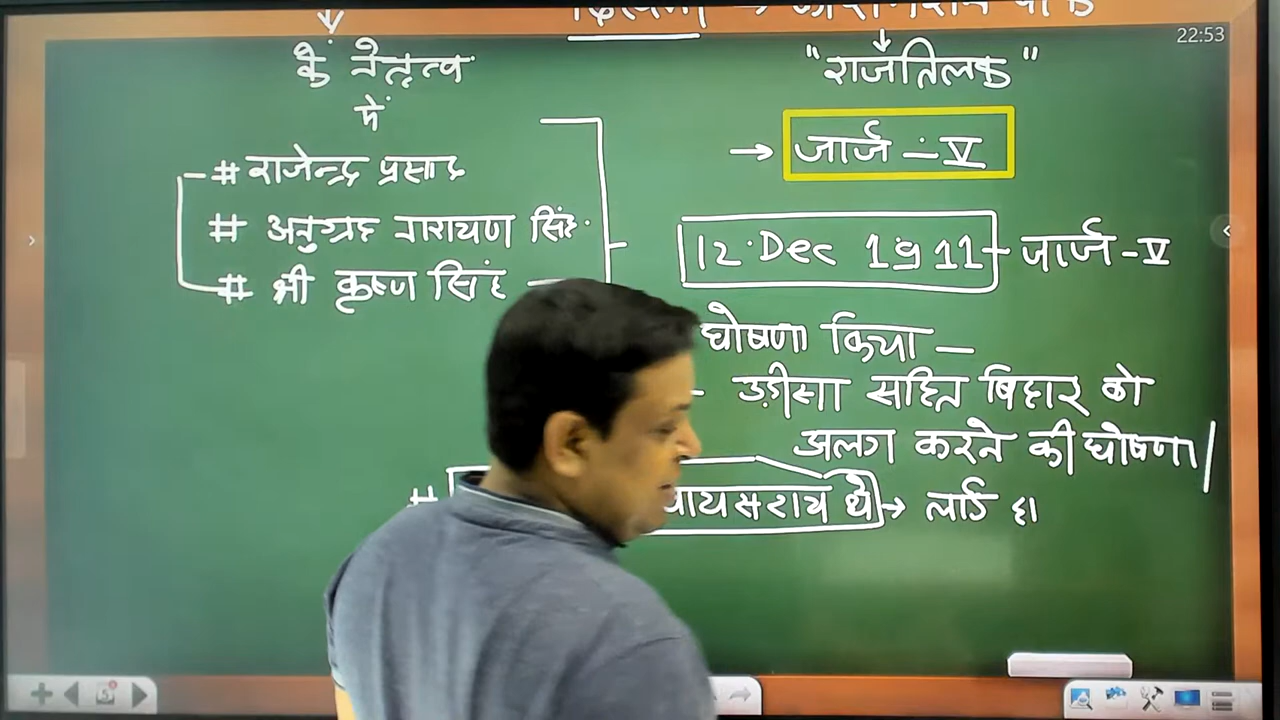 22:53
के नेतृत्व
में
# राजेन्द्र प्रसाद
# अनुग्रह नारायण सिंह
# श्री कृष्ण सिंह
"राजतिलक"
→ जार्ज - V
12 Dec 1911 - जार्ज - V
घोषणा किया -
- उड़ीसा सहित बिहार को
अलग करने की घोषणा।
# वायसराय थे → लार्ड हा